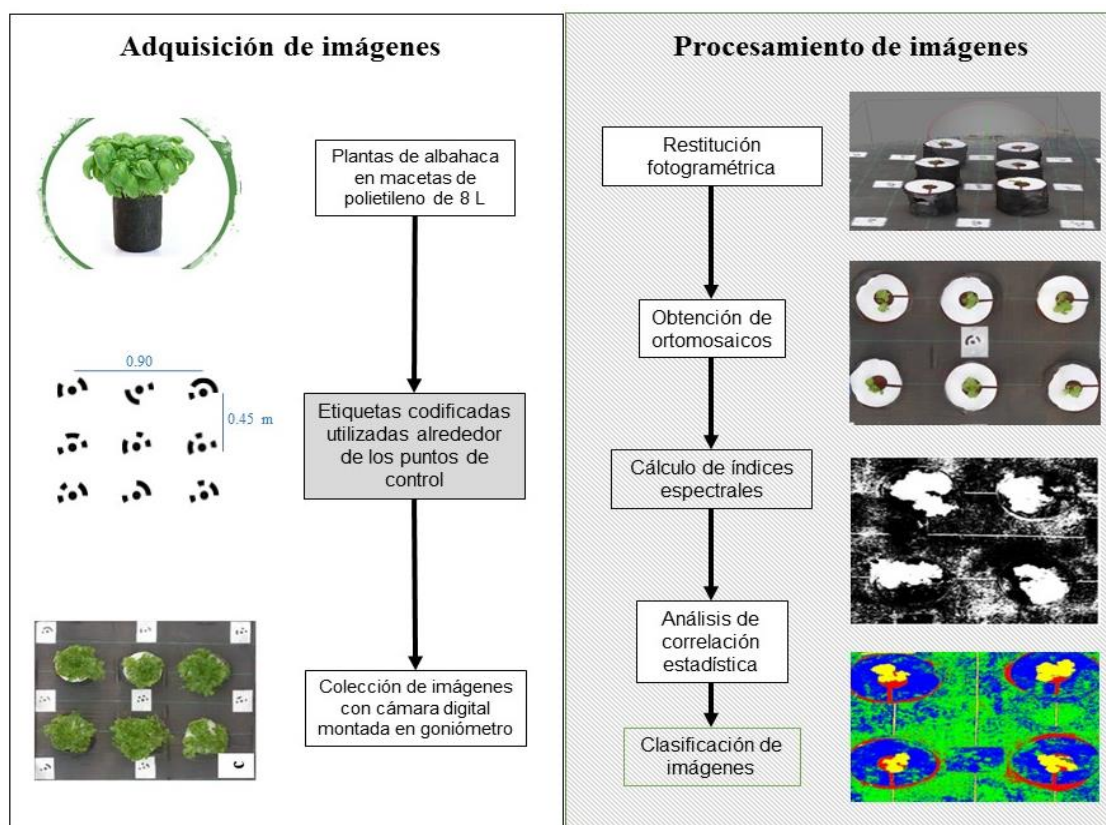 Adquisición de imágenes
Plantas de albahaca
en macetas de
polietileno de 8 L
0.90
0.45 m
Etiquetas codificadas
utilizadas alrededor
de los puntos de
control
Colección de imágenes
con cámara digital
montada en goniómetro
C
Procesamiento de imágenes
Restitución
fotogramétrica
Obtención de
ortomosaicos
Cálculo de índices
espectrales
Análisis de
correlación
estadística
Clasificación de
imágenes